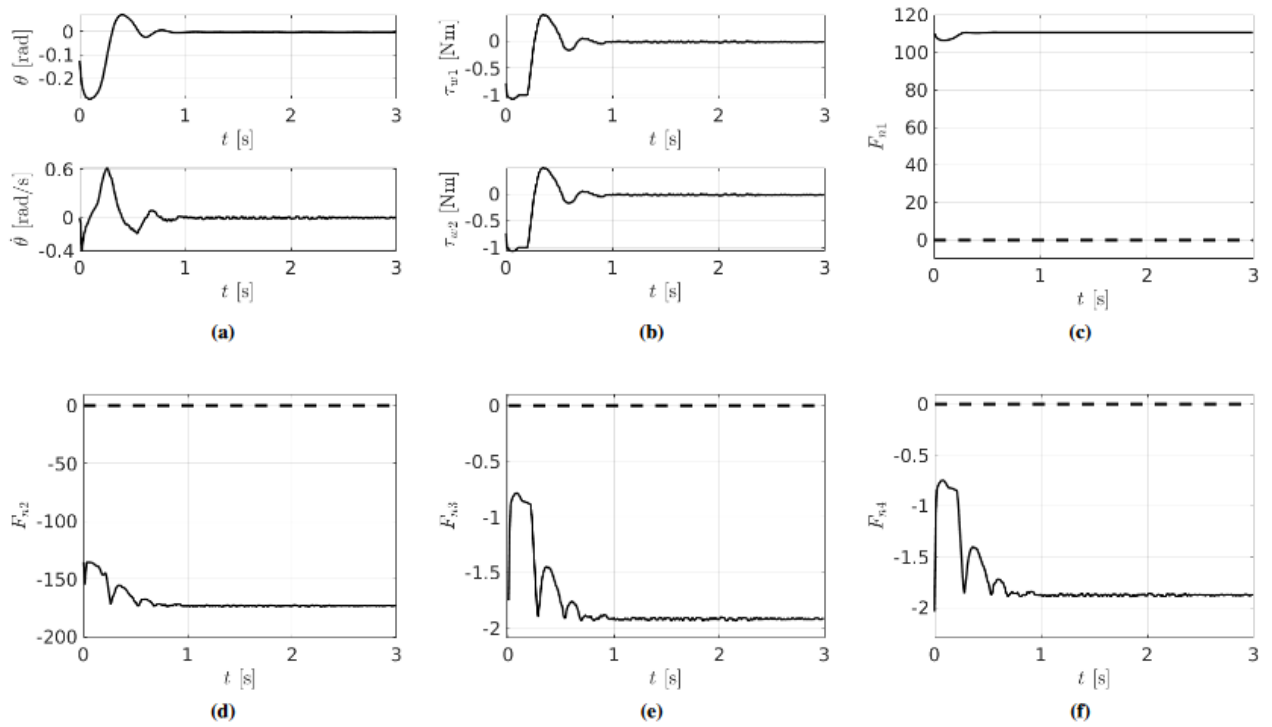 θ [rad]
0
-0.1
-0.2
0 1 2 3
t [s]
θ̇ [rad/s]
0.6
0
-0.4
0 1 2 3
t [s]
(a)
τw1 [Nm]
0
-0.5
-1
0 1 2 3
t [s]
τw2 [Nm]
0
-0.5
-1
0 1 2 3
t [s]
(b)
Fn1
120
100
80
60
40
20
0
0 1 2 3
t [s]
(c)
Fn2
0
-50
-100
-150
-200
0 1 2 3
t [s]
(d)
Fn3
0
-0.5
-1
-1.5
-2
0 1 2 3
t [s]
(e)
Fn4
0
-0.5
-1
-1.5
-2
0 1 2 3
t [s]
(f)